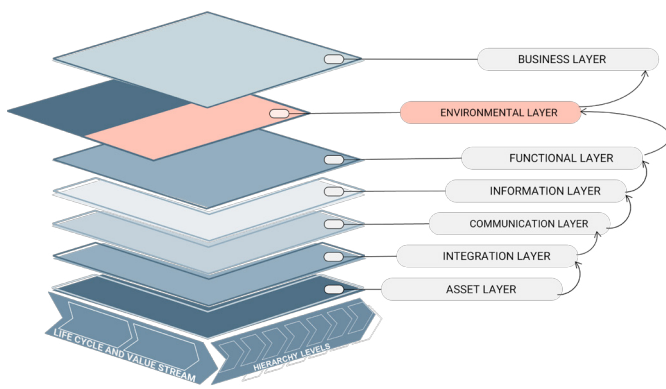 BUSINESS LAYER
ENVIRONMENTAL LAYER
FUNCTIONAL LAYER
INFORMATION LAYER
COMMUNICATION LAYER
INTEGRATION LAYER
ASSET LAYER
LIFE CYCLE AND VALUE STREAM
HIERARCHY LEVELS